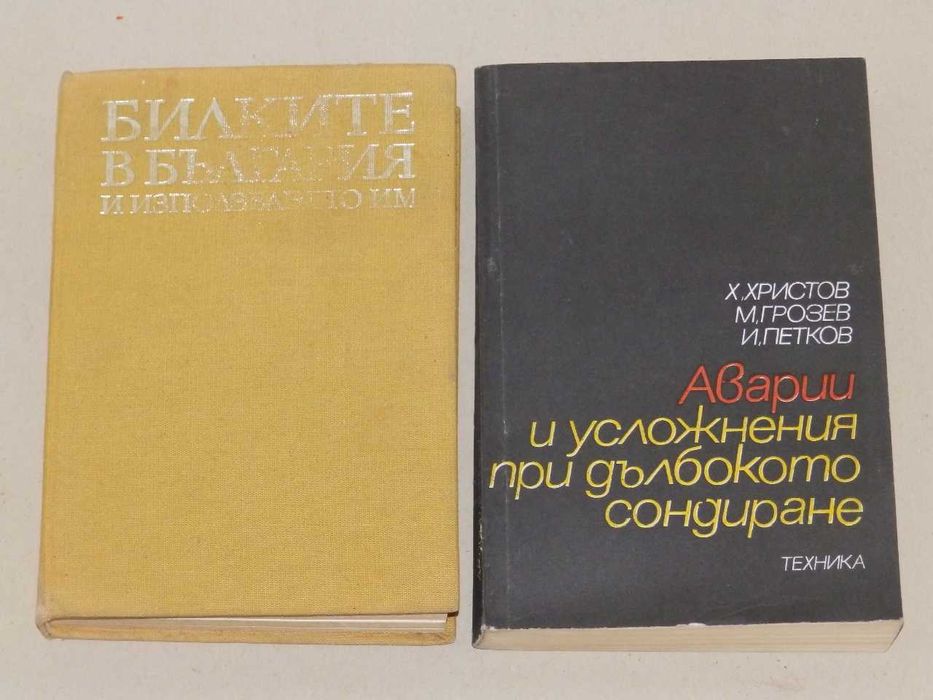 БИЛКИТЕ
В БЪЛГАРИЯ
И ИЗПОЛЗВАНЕТО ИМ
Х. ХРИСТОВ
М. ГРОЗЕВ
И. ПЕТКОВ
Аварии
и усложнения
при дълбокото
сондиране
ТЕХНИКА